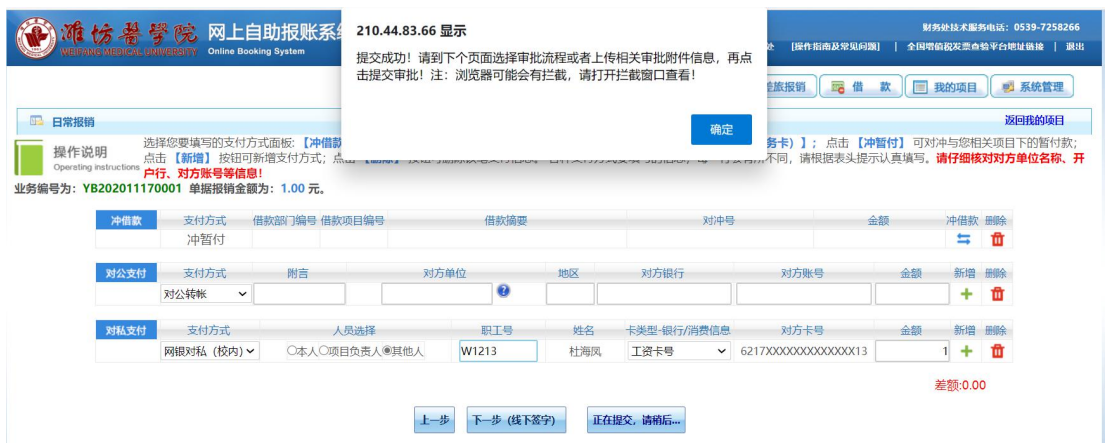 濰坊醫學院
WEIFANG MEDICAL UNIVERSITY
网上自助报账系
Online Booking System
210.44.83.66 显示
提交成功！请到下个页面选择审批流程或者上传相关审批附件信息，再点
击提交审批！注：浏览器可能会有拦截，请打开拦截窗口查看！
确定
财务处技术服务电话：0539-7258266
[操作指南及常见问题] | 全国增值税发票查验平台地址链接 | 退出
旅报销
借 款
我的项目
系统管理
日常报销
返回我的项目
操作说明
Operating instructions
选择您要填写的支付方式面板:【冲借款
务卡）】；点击【冲暂付】可对冲与您相关项目下的暂付款；
点击【新增】按钮可新增支付方式；点
不同，请根据表头提示认真填写。请仔细核对对方单位名称、开
户行、对方账号等信息!
业务编号为：YB202011170001 单据报销金额为：1.00 元。
冲借款 支付方式 借款部门编号 借款项目编号 借款摘要 对冲号 金额 冲借款 删除
冲暂付
对公支付 支付方式 附言 对方单位 地区 对方银行 对方账号 金额 新增 删除
对公转帐
对私支付 支付方式 人员选择 职工号 姓名 卡类型-银行/消费信息 对方卡号 金额 新增 删除
网银对私（校内） 本人 项目负责人 其他人 W1213 杜海凤 工资卡号 6217XXXXXXXXXXXXXX13 1
差额:0.00
上一步
下一步（线下签字）
正在提交，请稍后...